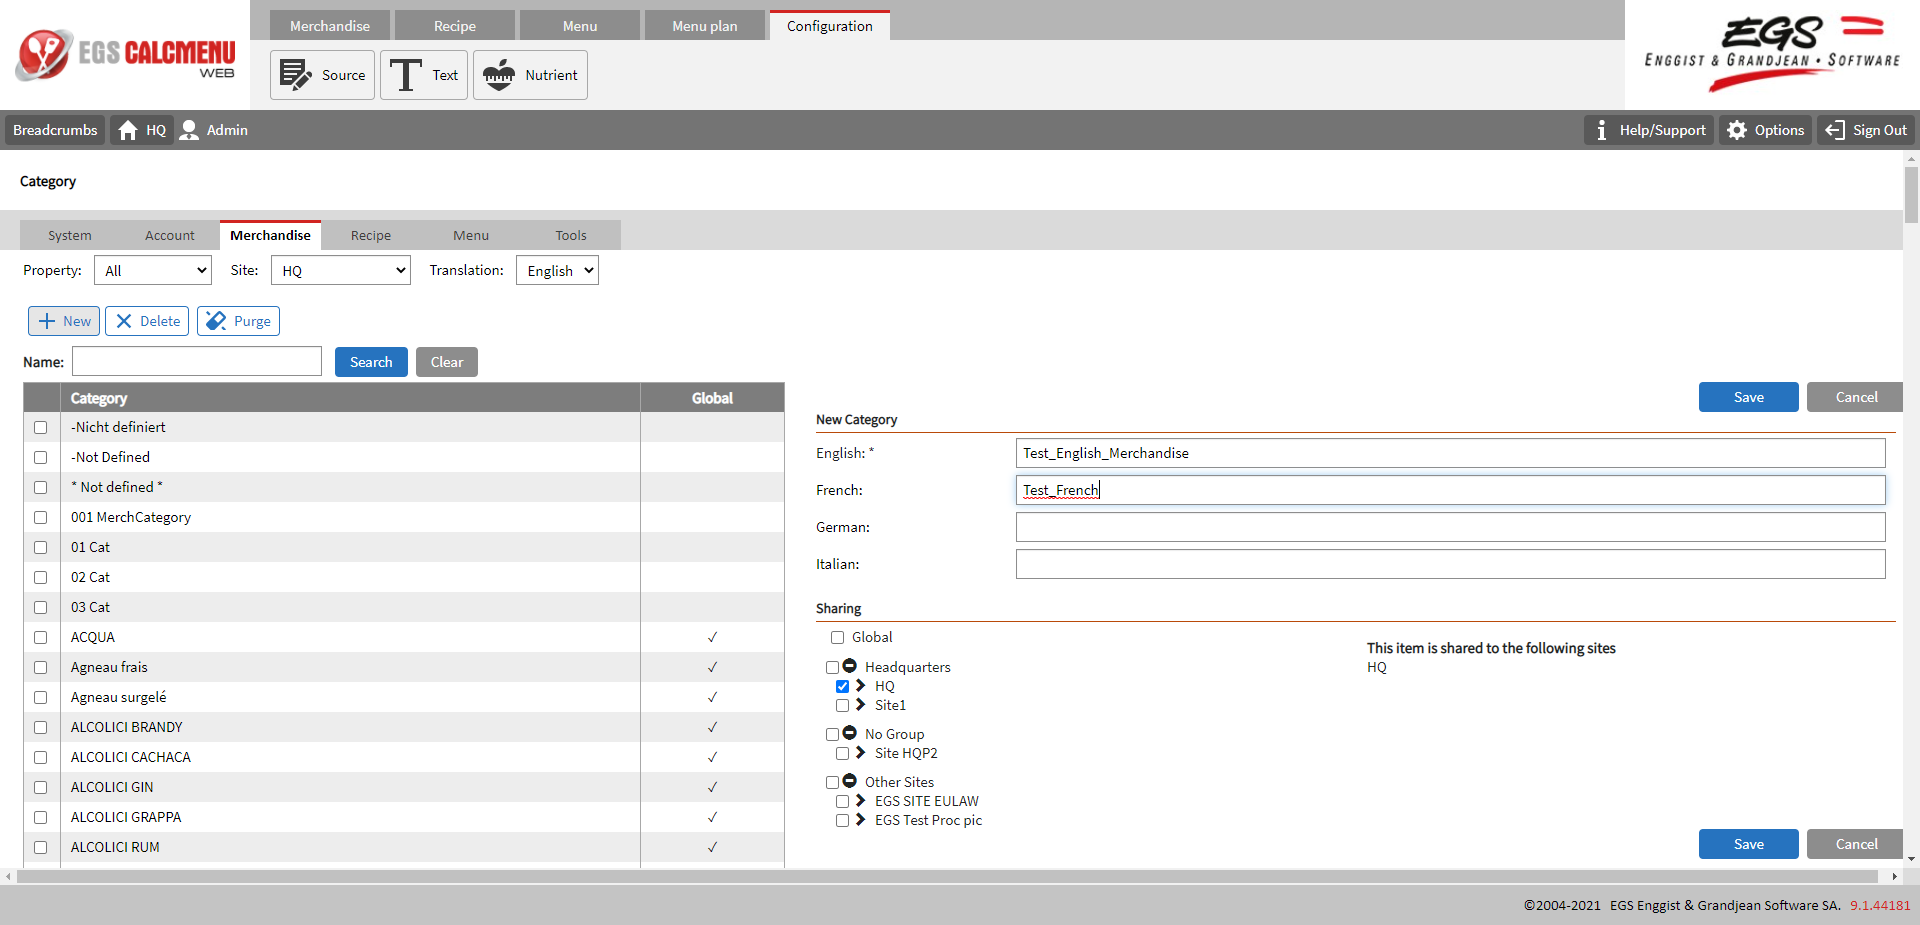 EGS CALCMENU
WEB
Merchandise Recipe Menu Menu plan Configuration
Source Text Nutrient
EGS
ENGGIST & GRANDJEAN • SOFTWARE
Breadcrumbs HQ Admin Help/Support Options Sign Out
Category
System Account Merchandise Recipe Menu Tools
Property: All Site: HQ Translation: English
New Delete Purge
Name: Search Clear
Category Global
-Nicht definiert
-Not Defined
* Not defined *
001 MerchCategory
01 Cat
02 Cat
03 Cat
ACQUA ✓
Agneau frais ✓
Agneau surgelé ✓
ALCOLICI BRANDY ✓
ALCOLICI CACHACA ✓
ALCOLICI GIN ✓
ALCOLICI GRAPPA ✓
ALCOLICI RUM ✓
Save Cancel
New Category
English: * Test_English_Merchandise
French: Test_French
German:
Italian:
Sharing
Global
Headquarters
HQ
Site1
No Group
Site HQP2
Other Sites
EGS SITE EULAW
EGS Test Proc pic
This item is shared to the following sites
HQ
Save Cancel
©2004-2021 EGS Enggist & Grandjean Software SA. 9.1.44181